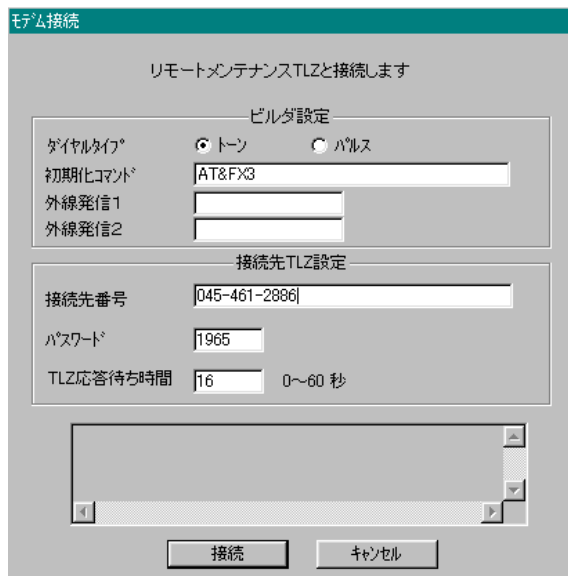 ﾓﾃﾞﾑ接続
リモートメンテナンスTLZと接続します
ビルダ設定
ﾀﾞｲﾔﾙﾀｲﾌﾟ トーン パルス
初期化ｺﾏﾝﾄﾞ AT&FX3
外線発信1
外線発信2
接続先TLZ設定
接続先番号 045-461-2886
ﾊﾟｽﾜｰﾄﾞ 1965
TLZ応答待ち時間 16 0～60 秒
接続 ｷｬﾝｾﾙ